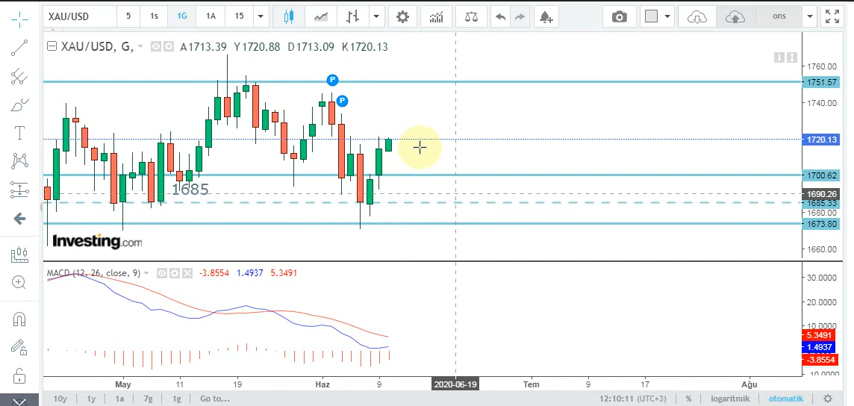 XAU/USD 5 1s 1G 1A 15 ons
XAU/USD, G, A1713.39 Y1720.88 D1713.09 K1720.13
1760.00
P
1751.57
P
1740.00
1720.13
1700.62
1685
1690.26
1685.33
1680.00
1673.80
Investing.com
1660.00
MACD (12, 26, close, 9) -3.8554 1.4937 5.3491
30.0000
20.0000
10.0000
5.3491
1.4937
-3.8554
-10.0000
May 11 19 Haz 9 2020-06-19 Tem 9 17 Ağu
10y 1y 1a 7g 1g Go to... 12:10:11 (UTC+3) % logaritmik otomatik